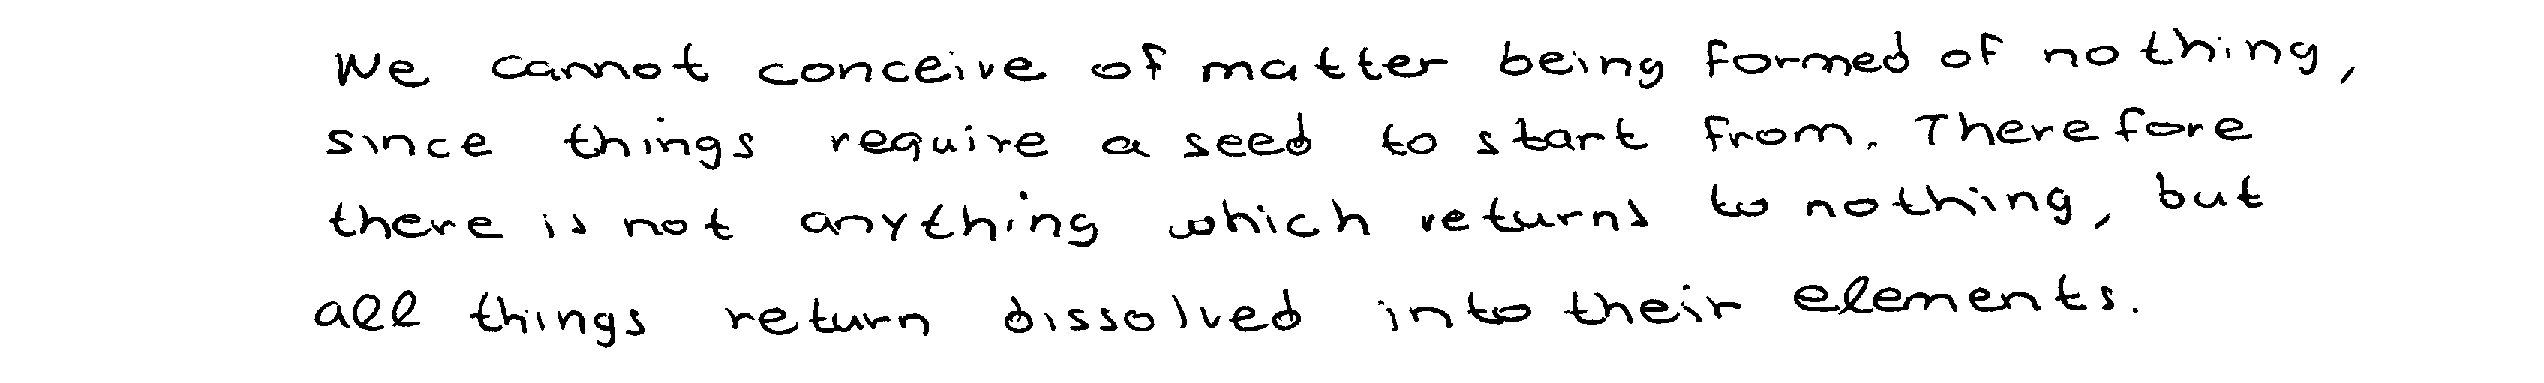 We cannot conceive of matter being formed of nothing,
since things require a seed to start from. Therefore
there is not anything which returns to nothing, but
all things return dissolved into their elements.